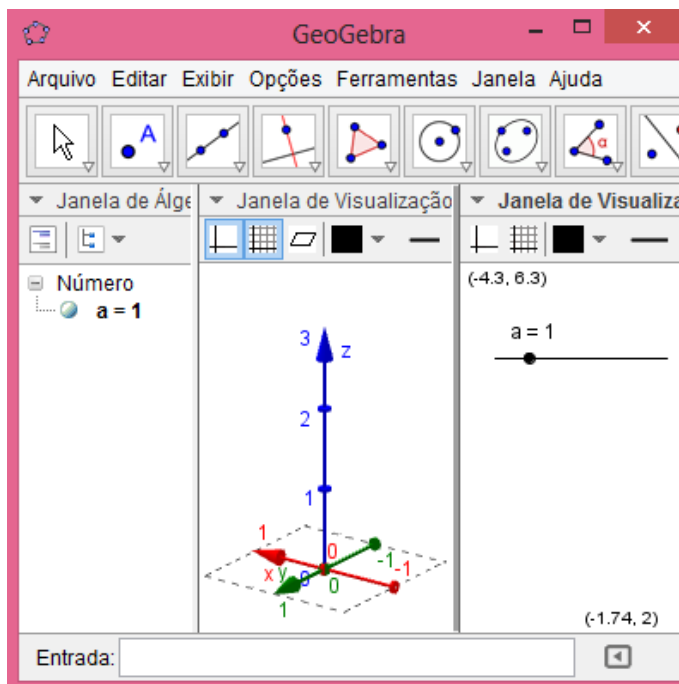 GeoGebra
Arquivo Editar Exibir Opções Ferramentas Janela Ajuda
A
α
Janela de Álge
Janela de Visualização
Janela de Visualiza
Número
a = 1
3
z
2
1
1
0
x
y
0
0
-1
-1
1
(-4.3, 6.3)
a = 1
(-1.74, 2)
Entrada: